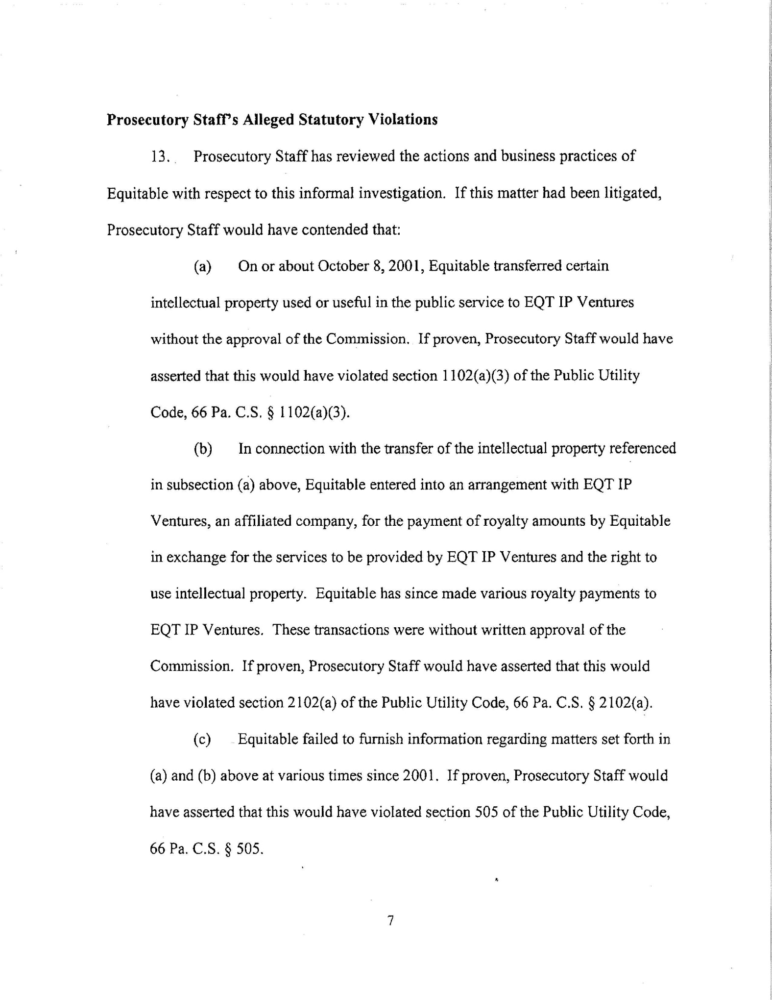 Prosecutory Staff's Alleged Statutory Violations
13. Prosecutory Staff has reviewed the actions and business practices of
Equitable with respect to this informal investigation. If this matter had been litigated,
Prosecutory Staff would have contended that:
(a) On or about October 8, 2001, Equitable transferred certain
intellectual property used or useful in the public service to EQT IP Ventures
without the approval of the Commission. If proven, Prosecutory Staff would have
asserted that this would have violated section 1102(a)(3) of the Public Utility
Code, 66 Pa. C.S. § 1102(a)(3).
(b) In connection with the transfer of the intellectual property referenced
in subsection (a) above, Equitable entered into an arrangement with EQT IP
Ventures, an affiliated company, for the payment of royalty amounts by Equitable
in exchange for the services to be provided by EQT IP Ventures and the right to
use intellectual property. Equitable has since made various royalty payments to
EQT IP Ventures. These transactions were without written approval of the
Commission. If proven, Prosecutory Staff would have asserted that this would
have violated section 2102(a) of the Public Utility Code, 66 Pa. C.S. § 2102(a).
(c) Equitable failed to furnish information regarding matters set forth in
(a) and (b) above at various times since 2001. If proven, Prosecutory Staff would
have asserted that this would have violated section 505 of the Public Utility Code,
66 Pa. C.S. § 505.
7